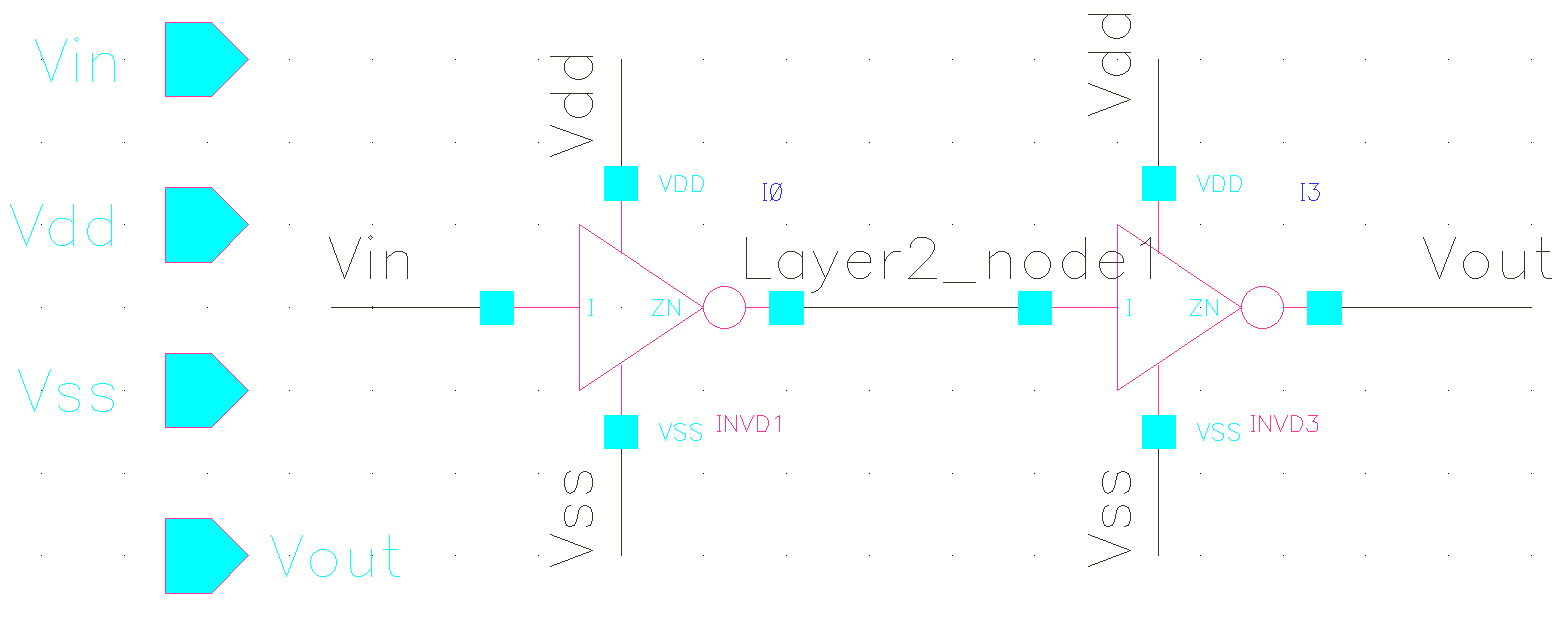 Vin
Vdd
Vss
Vout
Vin
Vdd
VDD
I0
I
ZN
VSS
INVD1
Vss
Layer2_node1
Vdd
VDD
I3
I
ZN
VSS
INVD3
Vss
Vout